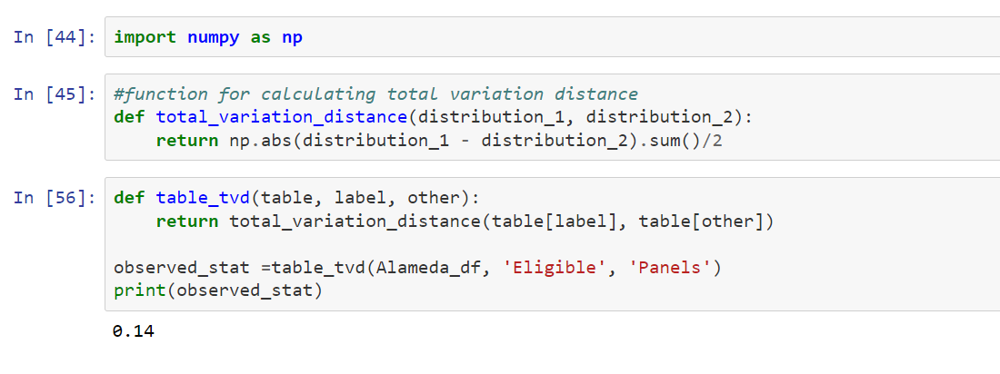 In [44]: import numpy as np
In [45]: #function for calculating total variation distance
def total_variation_distance(distribution_1, distribution_2):
    return np.abs(distribution_1 - distribution_2).sum()/2
In [56]: def table_tvd(table, label, other):
    return total_variation_distance(table[label], table[other])
observed_stat =table_tvd(Alameda_df, 'Eligible', 'Panels')
print(observed_stat)
0.14